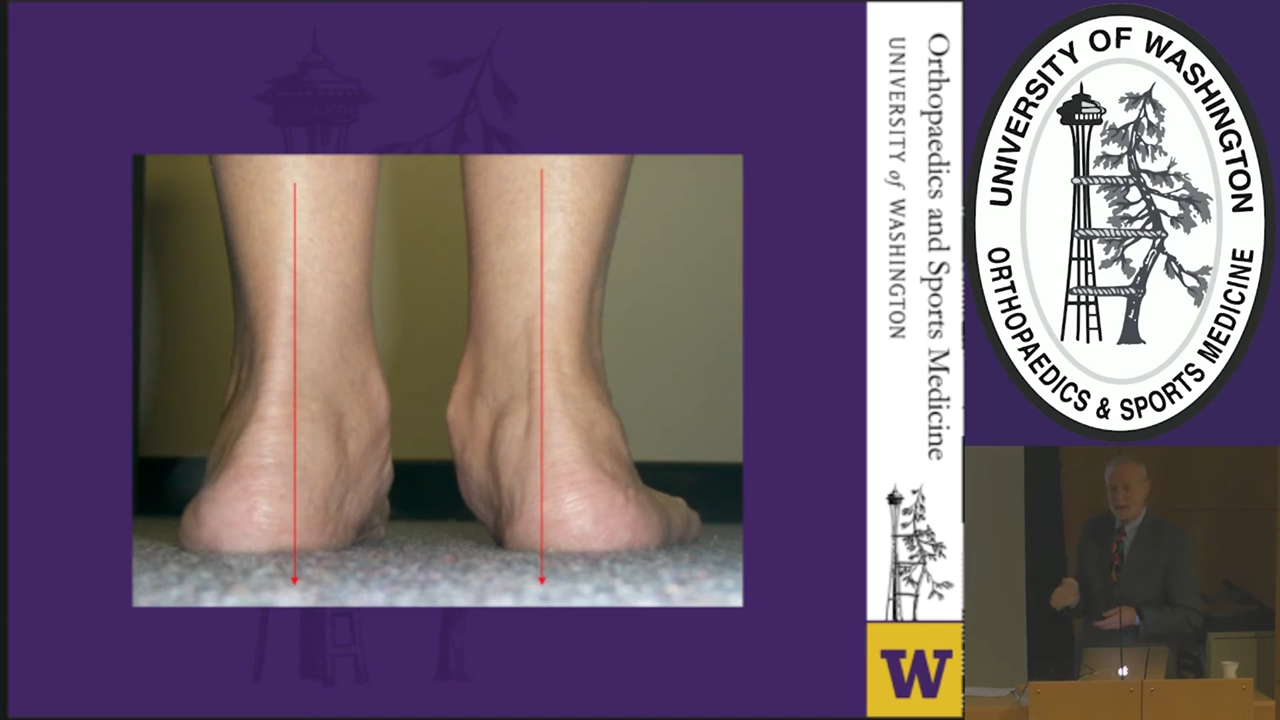 Orthopaedics and Sports Medicine
UNIVERSITY of WASHINGTON
W
UNIVERSITY OF WASHINGTON
ORTHOPAEDICS & SPORTS MEDICINE